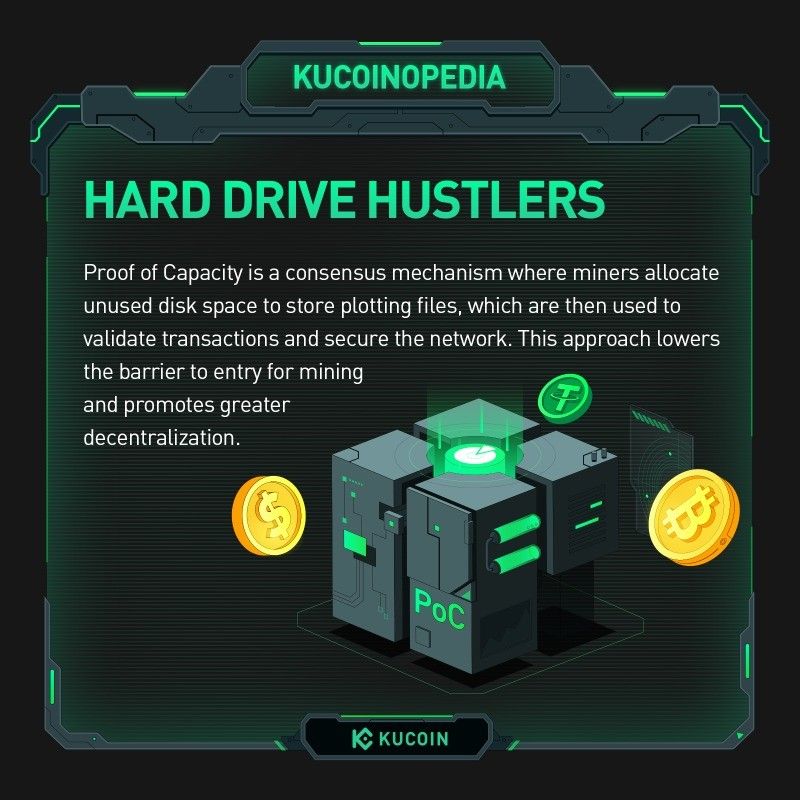 KUCOINOPEDIA
HARD DRIVE HUSTLERS
Proof of Capacity is a consensus mechanism where miners allocate
unused disk space to store plotting files, which are then used to
validate transactions and secure the network. This approach lowers
the barrier to entry for mining
and promotes greater
decentralization.
PoC
KUCOIN